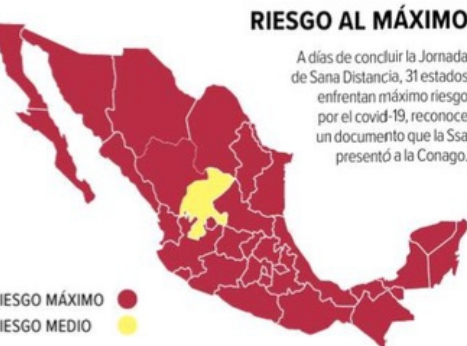 RIESGO AL MÁXIMO
A días de concluir la Jornada
de Sana Distancia, 31 estados
enfrentan máximo riesgo
por el covid-19, reconoce
un documento que la Ssa
presentó a la Conago.
IESGO MÁXIMO
IESGO MEDIO